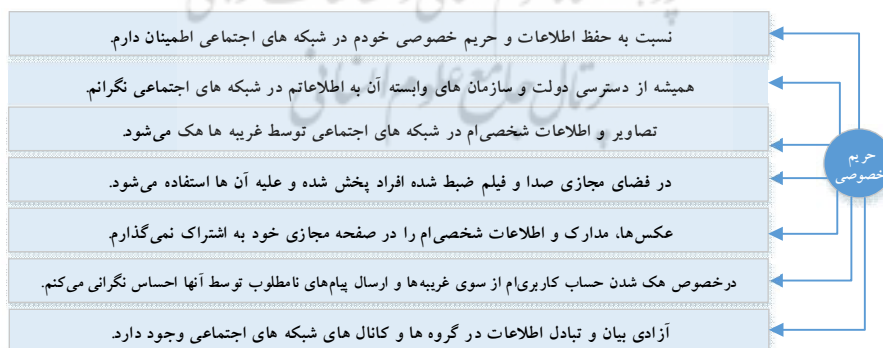 نسبت به حفظ اطلاعات و حریم خصوصی خودم در شبکه های اجتماعی اطمینان دارم.
همیشه از دسترسی دولت و سازمان های وابسته آن به اطلاعاتم در شبکه های اجتماعی نگرانم.
تصاویر و اطلاعات شخصی‌ام در شبکه های اجتماعی توسط غریبه ها هک می‌شود.
در فضای مجازی صدا و فیلم ضبط شده افراد پخش شده و علیه آن ها استفاده می‌شود.
عکس‌ها، مدارک و اطلاعات شخصی‌ام را در صفحه مجازی خود به اشتراک نمی‌گذارم.
درخصوص هک شدن حساب کاربری‌ام از سوی غریبه‌ها و ارسال پیام‌های نامطلوب توسط آنها احساس نگرانی می‌کنم.
آزادی بیان و تبادل اطلاعات در گروه ها و کانال های شبکه های اجتماعی وجود دارد.
حریم
خصوصی
پرتال جامع علوم انسانی